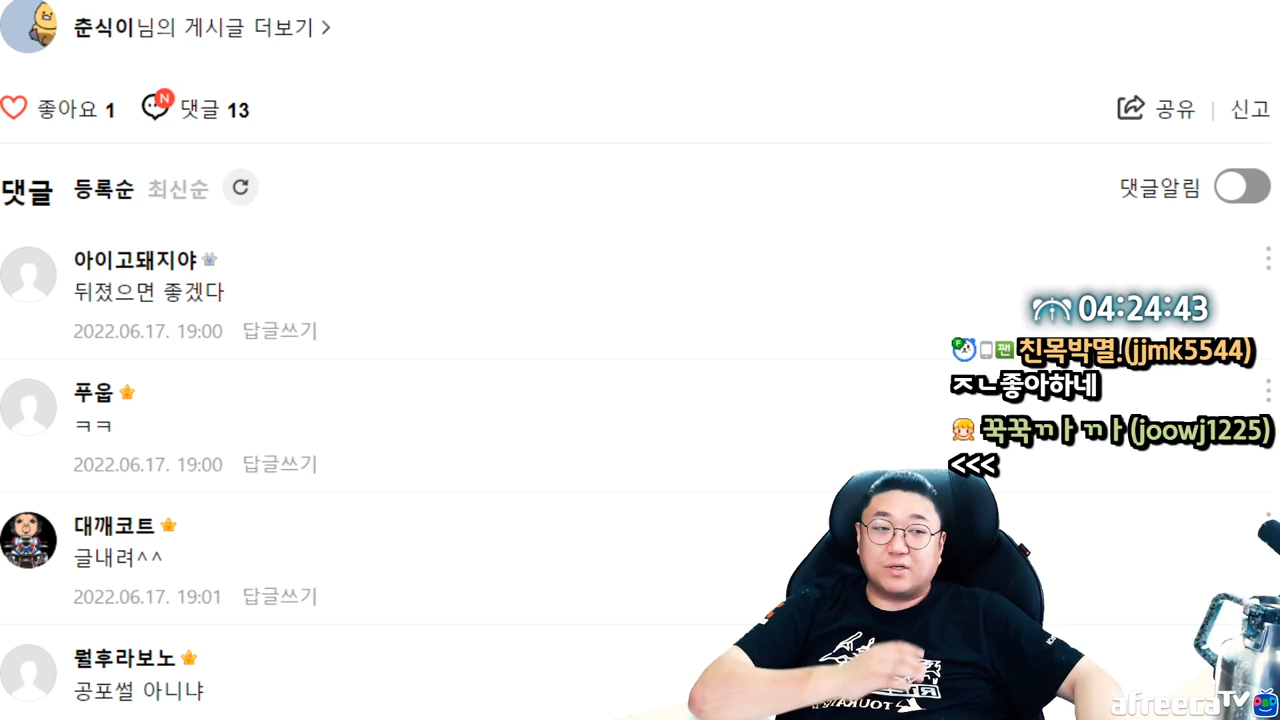 춘식이님의 게시글 더보기 >
좋아요 1 N 댓글 13
공유 | 신고
댓글 등록순 최신순
댓글알림
아이고돼지야
뒤졌으면 좋겠다
2022.06.17. 19:00 답글쓰기
푸웁
ㅋㅋ
2022.06.17. 19:00 답글쓰기
대깨코트
글내려^^
2022.06.17. 19:01 답글쓰기
뭘후라보노
공포썰 아니냐
04:24:43
F 팬 친목박멸.(jjmk5544)
ㅈㄴ좋아하네
꾹꾹ㄲㅏㄲㅏ(joowj1225)
<<<
afreecaTV